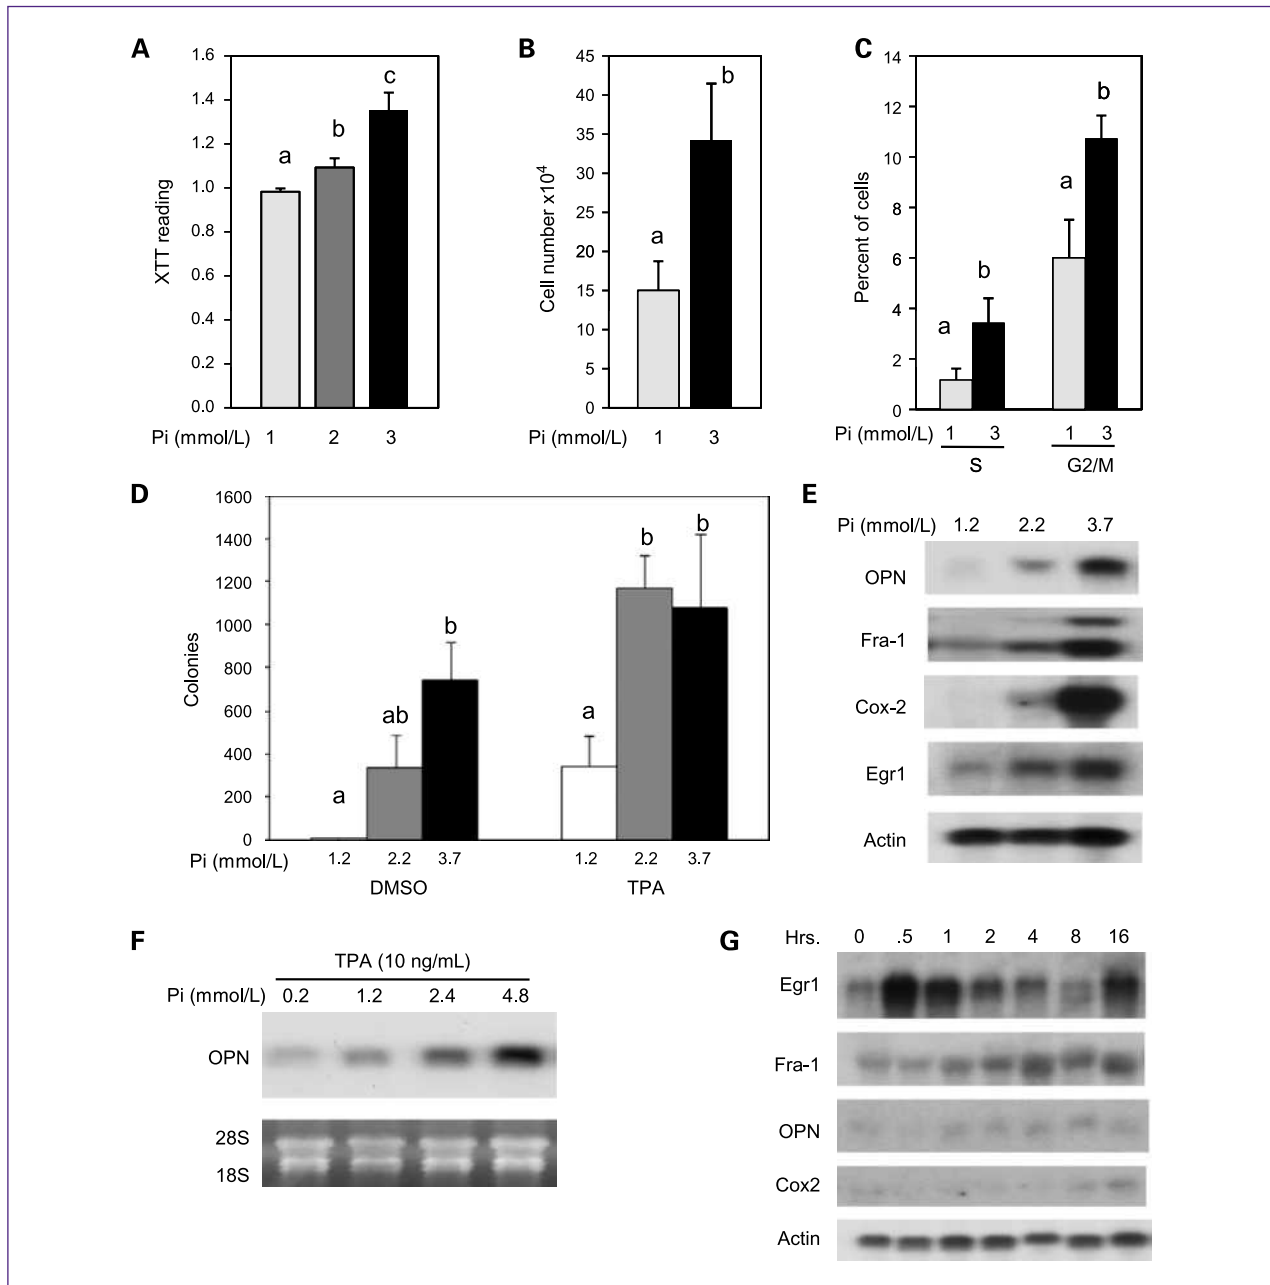 A
1.6
1.4
1.2
1.0
0.8
0.6
0.4
0.2
0.0
XTT reading
a
b
c
Pi (mmol/L) 1 2 3
B
45
40
35
30
25
20
15
10
5
0
Cell number x10⁴
a
b
Pi (mmol/L) 1 3
C
14
12
10
8
6
4
2
0
Percent of cells
a
b
a
b
Pi (mmol/L) 1 3 1 3
S G2/M
D
1600
1400
1200
1000
800
600
400
200
0
Colonies
a
ab
b
a
b
b
Pi (mmol/L) 1.2 2.2 3.7 1.2 2.2 3.7
DMSO TPA
E
Pi (mmol/L) 1.2 2.2 3.7
OPN
Fra-1
Cox-2
Egr1
Actin
F
TPA (10 ng/mL)
Pi (mmol/L) 0.2 1.2 2.4 4.8
OPN
28S
18S
G
Hrs. 0 .5 1 2 4 8 16
Egr1
Fra-1
OPN
Cox2
Actin